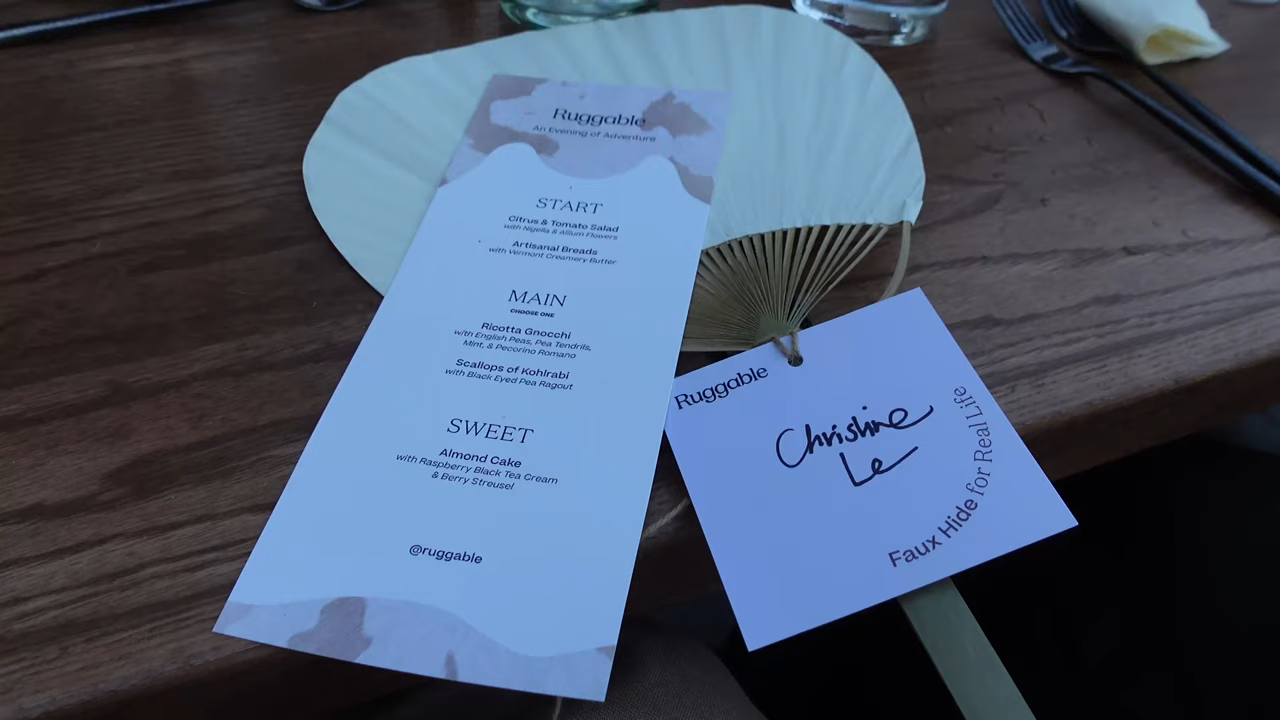 Ruggable
An Evening of Adventure
START
Citrus & Tomato Salad
with Nigella & Allium Flowers
Artisanal Breads
with Vermont Creamery Butter
MAIN
CHOOSE ONE
Ricotta Gnocchi
with English Peas, Pea Tendrils,
Mint, & Pecorino Romano
Scallops of Kohlrabi
with Black Eyed Pea Ragout
SWEET
Almond Cake
with Raspberry Black Tea Cream
& Berry Streusel
@ruggable
Ruggable
Christine
Le
Faux Hide for Real Life